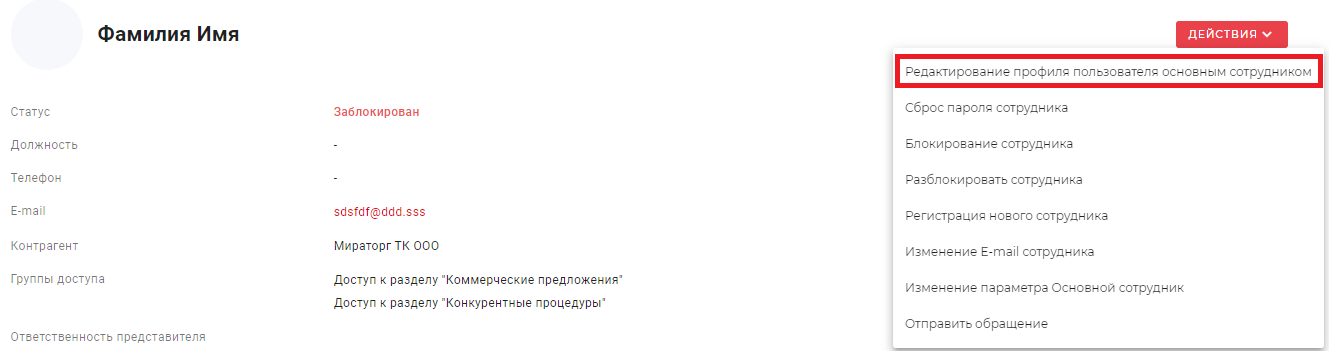 Фамилия Имя
ДЕЙСТВИЯ
Редактирование профиля пользователя основным сотрудником
Сброс пароля сотрудника
Блокирование сотрудника
Разблокировать сотрудника
Регистрация нового сотрудника
Изменение E-mail сотрудника
Изменение параметра Основной сотрудник
Отправить обращение
Статус Заблокирован
Должность -
Телефон -
E-mail sdsfdf@ddd.sss
Контрагент Мираторг ТК ООО
Группы доступа Доступ к разделу "Коммерческие предложения"
Доступ к разделу "Конкурентные процедуры"
Ответственность представителя